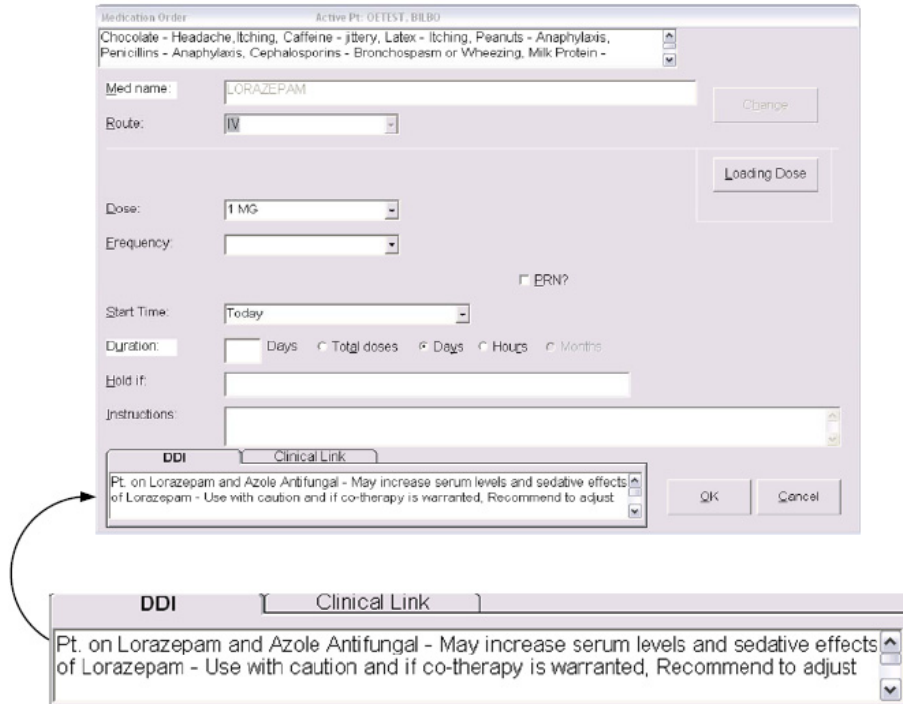 Medication Order Active Pt: OETEST, BILBO
Chocolate - Headache,Itching, Caffeine - jittery, Latex - Itching, Peanuts - Anaphylaxis,
Penicillins - Anaphylaxis, Cephalosporins - Bronchospasm or Wheezing, Milk Protein -
Med name: LORAZEPAM
Change
Route: IV
Loading Dose
Dose: 1 MG
Frequency:
PRN?
Start Time: Today
Duration: Days Total doses Days Hours Months
Hold if:
Instructions:
DDI Clinical Link
Pt. on Lorazepam and Azole Antifungal - May increase serum levels and sedative effects
of Lorazepam - Use with caution and if co-therapy is warranted, Recommend to adjust
OK Cancel
DDI Clinical Link
Pt. on Lorazepam and Azole Antifungal - May increase serum levels and sedative effects
of Lorazepam - Use with caution and if co-therapy is warranted, Recommend to adjust